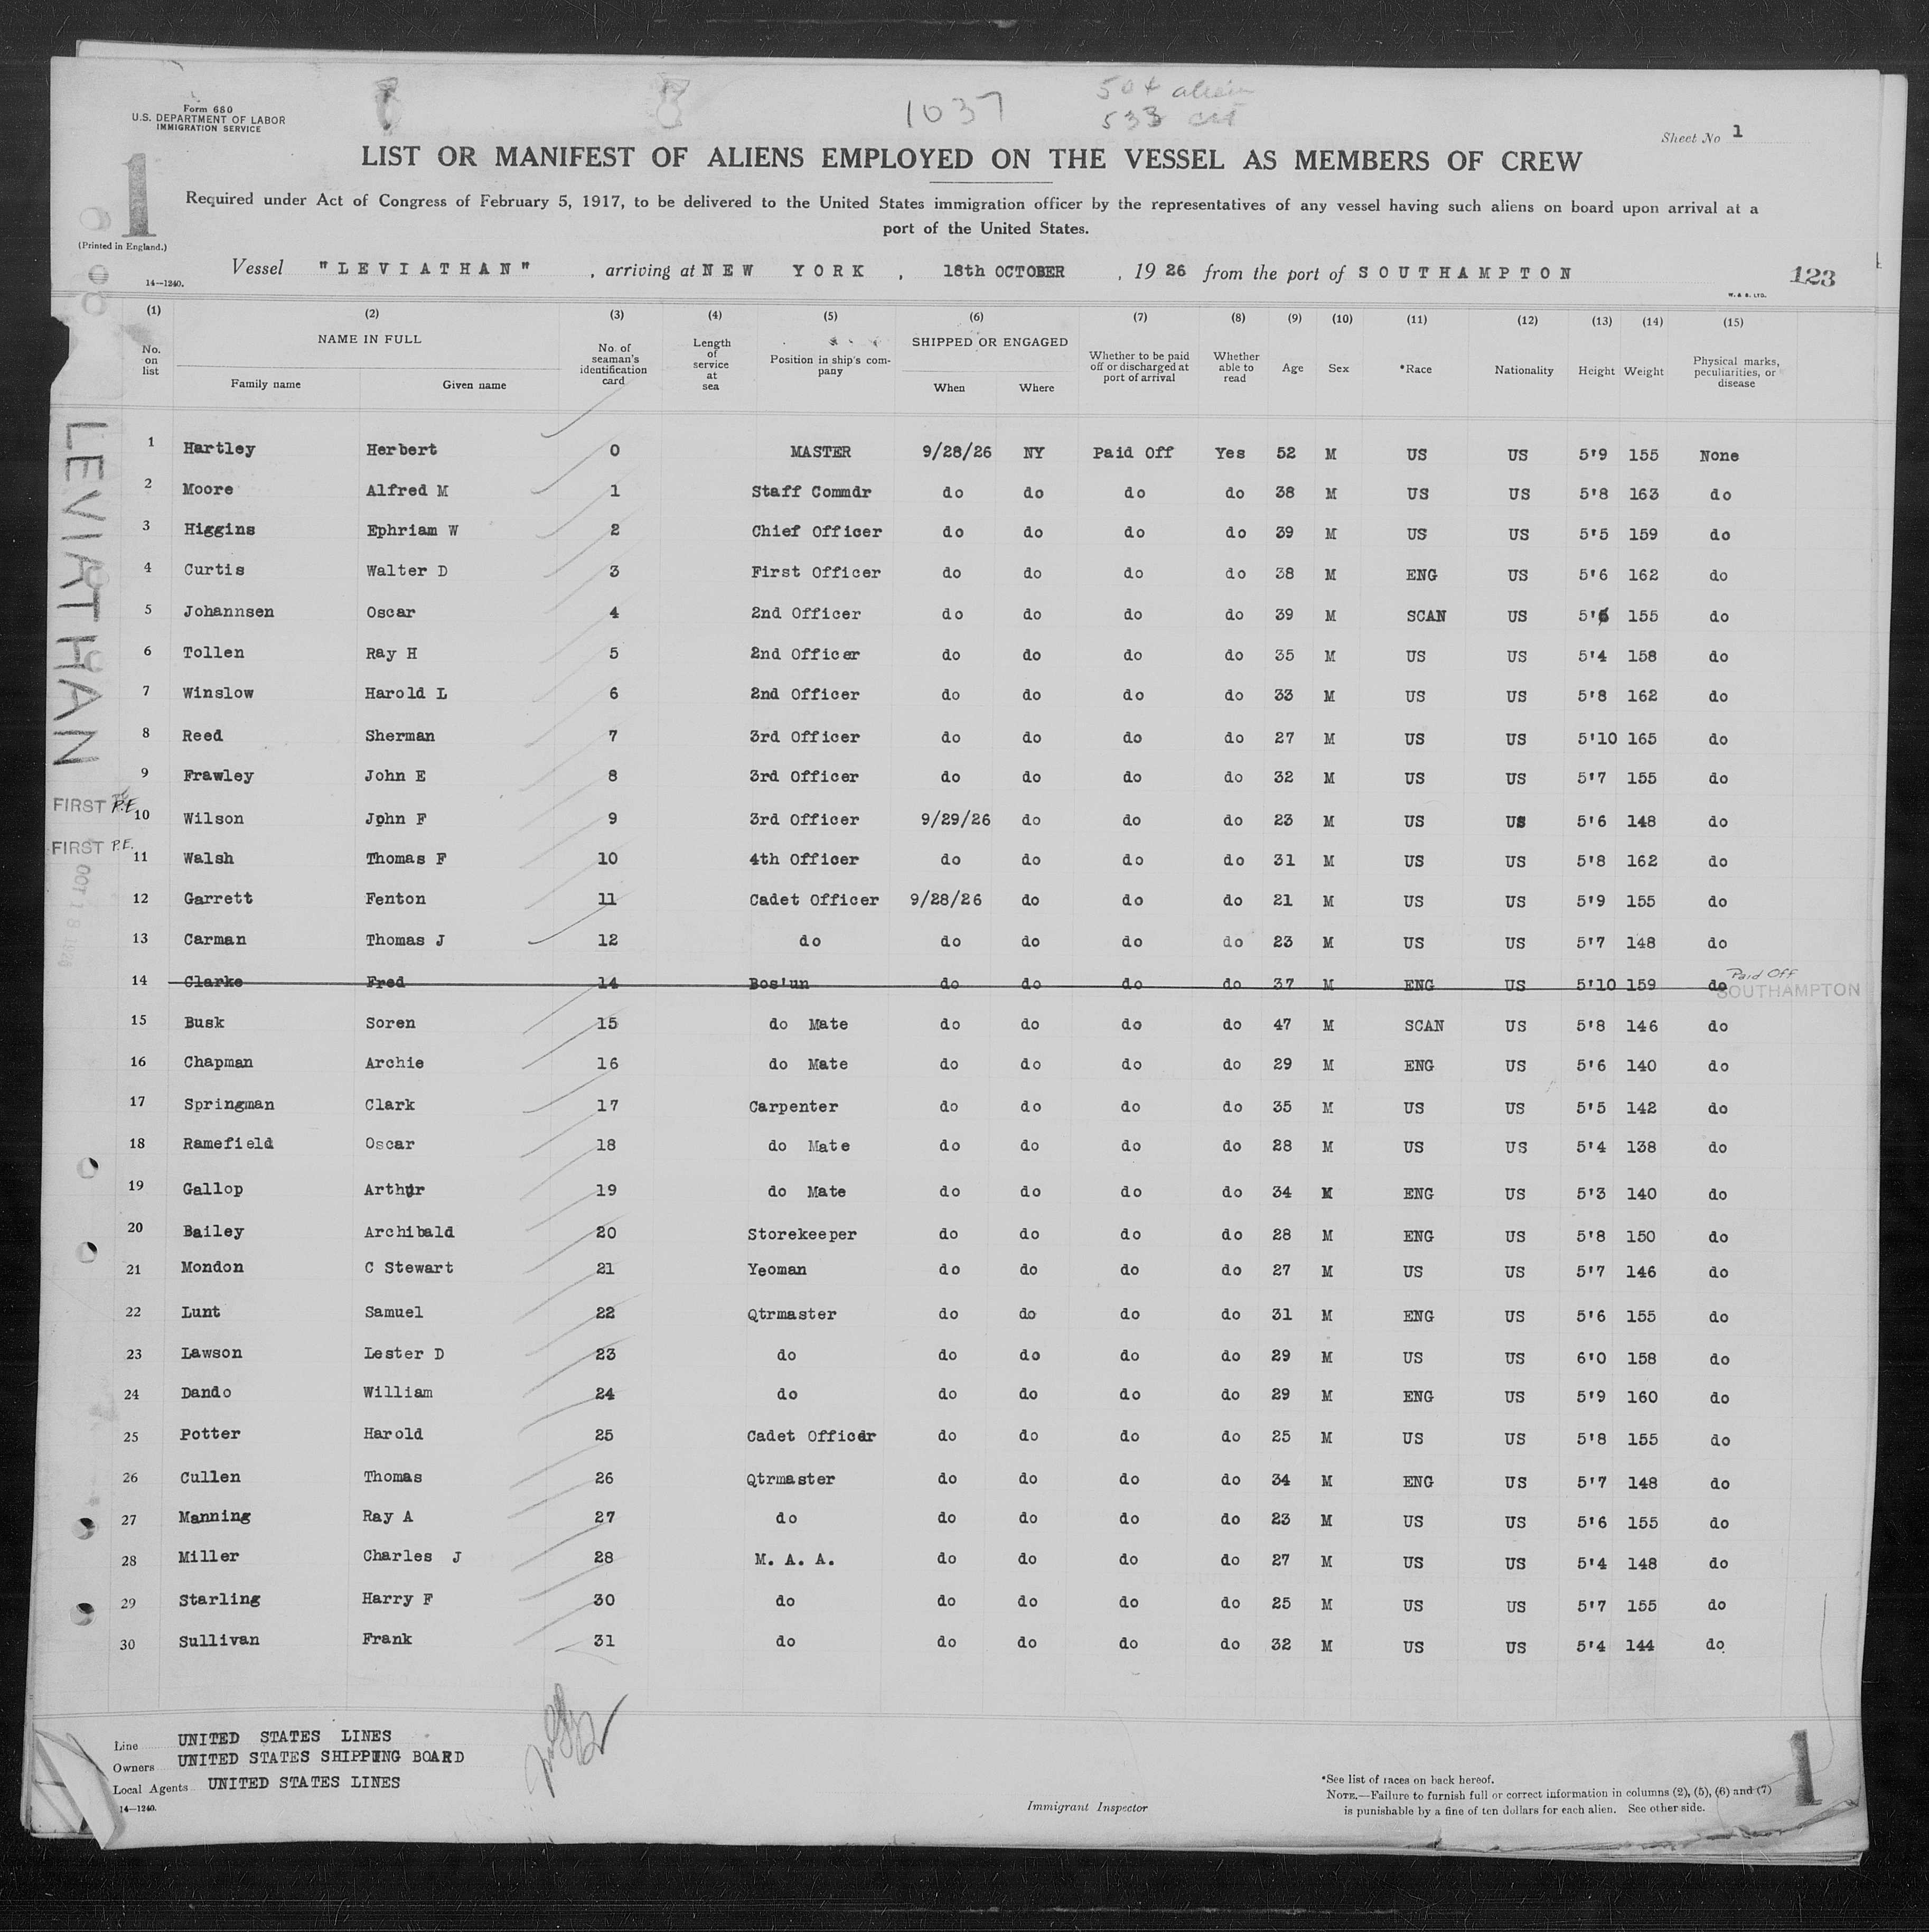 Form 680
U.S. DEPARTMENT OF LABOR
IMMIGRATION SERVICE
1037
504 alien
533 cit
Sheet No 1
1
LIST OR MANIFEST OF ALIENS EMPLOYED ON THE VESSEL AS MEMBERS OF CREW
Required under Act of Congress of February 5, 1917, to be delivered to the United States immigration officer by the representatives of any vessel having such aliens on board upon arrival at a
port of the United States.
(Printed in England.)
Vessel "LEVIATHAN", arriving at NEW YORK, 18th OCTOBER, 1926 from the port of SOUTHAMPTON 123
14—1240.
W. & S. LTD.
(1) (2) (3) (4) (5) (6) (7) (8) (9) (10) (11) (12) (13) (14) (15)
No. on list NAME IN FULL Family name Given name No. of seaman's identification card Length of service at sea Position in ship's company SHIPPED OR ENGAGED When Where Whether to be paid off or discharged at port of arrival Whether able to read Age Sex *Race Nationality Height Weight Physical marks, peculiarities, or disease
LEVIATHAN
1 Hartley Herbert 0 MASTER 9/28/26 NY Paid Off Yes 52 M US US 5'9 155 None
2 Moore Alfred M 1 Staff Commdr do do do do 38 M US US 5'8 163 do
3 Higgins Ephriam W 2 Chief Officer do do do do 39 M US US 5'5 159 do
4 Curtis Walter D 3 First Officer do do do do 38 M ENG US 5'6 162 do
5 Johannsen Oscar 4 2nd Officer do do do do 39 M SCAN US 5'6 155 do
6 Tollen Ray H 5 2nd Officer do do do do 35 M US US 5'4 158 do
7 Winslow Harold L 6 2nd Officer do do do do 33 M US US 5'8 162 do
8 Reed Sherman 7 3rd Officer do do do do 27 M US US 5'10 165 do
9 Frawley John E 8 3rd Officer do do do do 32 M US US 5'7 155 do
FIRST P.E.
10 Wilson John F 9 3rd Officer 9/29/26 do do do 23 M US US 5'6 148 do
FIRST P.E.
11 Walsh Thomas F 10 4th Officer do do do do 31 M US US 5'8 162 do
OCT 18 1926
12 Garrett Fenton 11 Cadet Officer 9/28/26 do do do 21 M US US 5'9 155 do
13 Carman Thomas J 12 do do do do do 23 M US US 5'7 148 do
14 Clarke Fred 14 Bos'un do do do do 37 M ENG US 5'10 159 do Paid Off SOUTHAMPTON
15 Busk Soren 15 do Mate do do do do 47 M SCAN US 5'8 146 do
16 Chapman Archie 16 do Mate do do do do 29 M ENG US 5'6 140 do
17 Springman Clark 17 Carpenter do do do do 35 M US US 5'5 142 do
18 Ramefield Oscar 18 do Mate do do do do 28 M US US 5'4 138 do
19 Gallop Arthur 19 do Mate do do do do 34 M ENG US 5'3 140 do
20 Bailey Archibald 20 Storekeeper do do do do 28 M ENG US 5'8 150 do
21 Mondon C Stewart 21 Yeoman do do do do 27 M US US 5'7 146 do
22 Lunt Samuel 22 Qtrmaster do do do do 31 M ENG US 5'6 155 do
23 Lawson Lester D 23 do do do do do 29 M US US 6'0 158 do
24 Dando William 24 do do do do do 29 M ENG US 5'9 160 do
25 Potter Harold 25 Cadet Officer do do do do 25 M US US 5'8 155 do
26 Cullen Thomas 26 Qtrmaster do do do do 34 M ENG US 5'7 148 do
27 Manning Ray A 27 do do do do do 23 M US US 5'6 155 do
28 Miller Charles J 28 M. A. A. do do do do 27 M US US 5'4 148 do
29 Starling Harry F 30 do do do do do 25 M US US 5'7 155 do
30 Sullivan Frank 31 do do do do do 32 M US US 5'4 144 do
Line UNITED STATES LINES
Owners UNITED STATES SHIPPING BOARD
Local Agents UNITED STATES LINES
14—1240.
Immigrant Inspector
*See list of races on back hereof.
NOTE.—Failure to furnish full or correct information in columns (2), (5), (6) and (7)
is punishable by a fine of ten dollars for each alien. See other side.
1